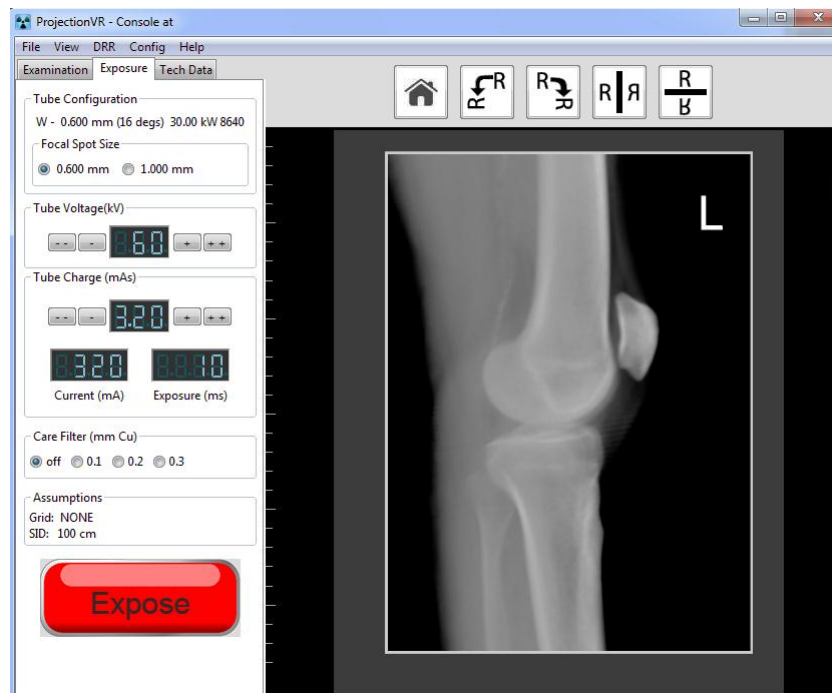 ProjectionVR - Console at
File View DRR Config Help
Examination Exposure Tech Data
Tube Configuration
W - 0.600 mm (16 degs) 30.00 kW 8640
Focal Spot Size
0.600 mm 1.000 mm
Tube Voltage(kV)
-- - 60 + ++
Tube Charge (mAs)
-- - 3.20 + ++
320 10
Current (mA) Exposure (ms)
Care Filter (mm Cu)
off 0.1 0.2 0.3
Assumptions
Grid: NONE
SID: 100 cm
Expose
R R
R R
R R
R
R
L